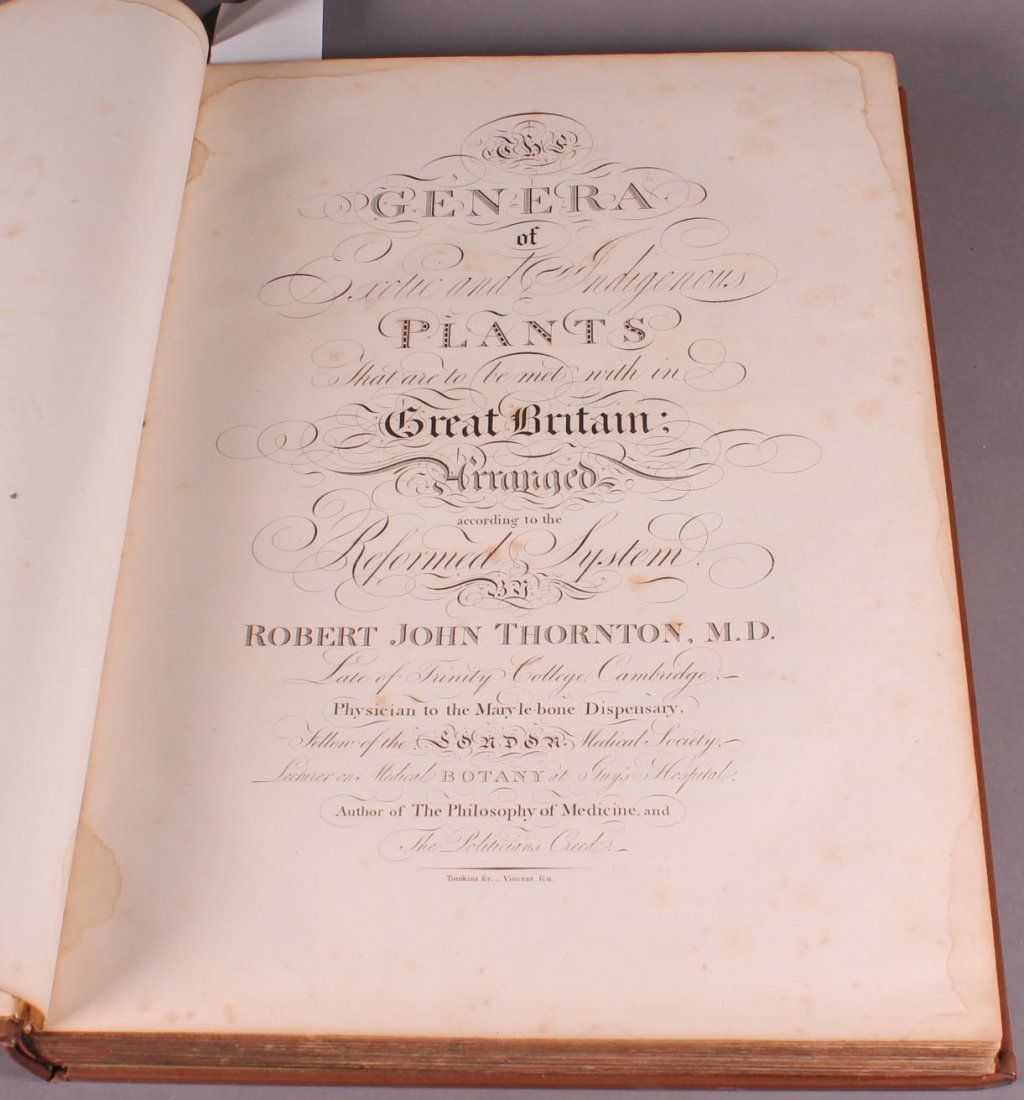 The
GENERA
of
Exotic and Indigenous
PLANTS
That are to be met with in
Great Britain;
Arranged
according to the
Reformed System.
BY
ROBERT JOHN THORNTON, M.D.
Late of Trinity College, Cambridge.—
Physician to the Mary-le-bone Dispensary.
Fellow of the LONDON Medical Society.—
Lecturer on Medical BOTANY at Guy's Hospital.
Author of The Philosophy of Medicine, and
The Politician's Creed.—
Tomkins scr. — Vincent scu.